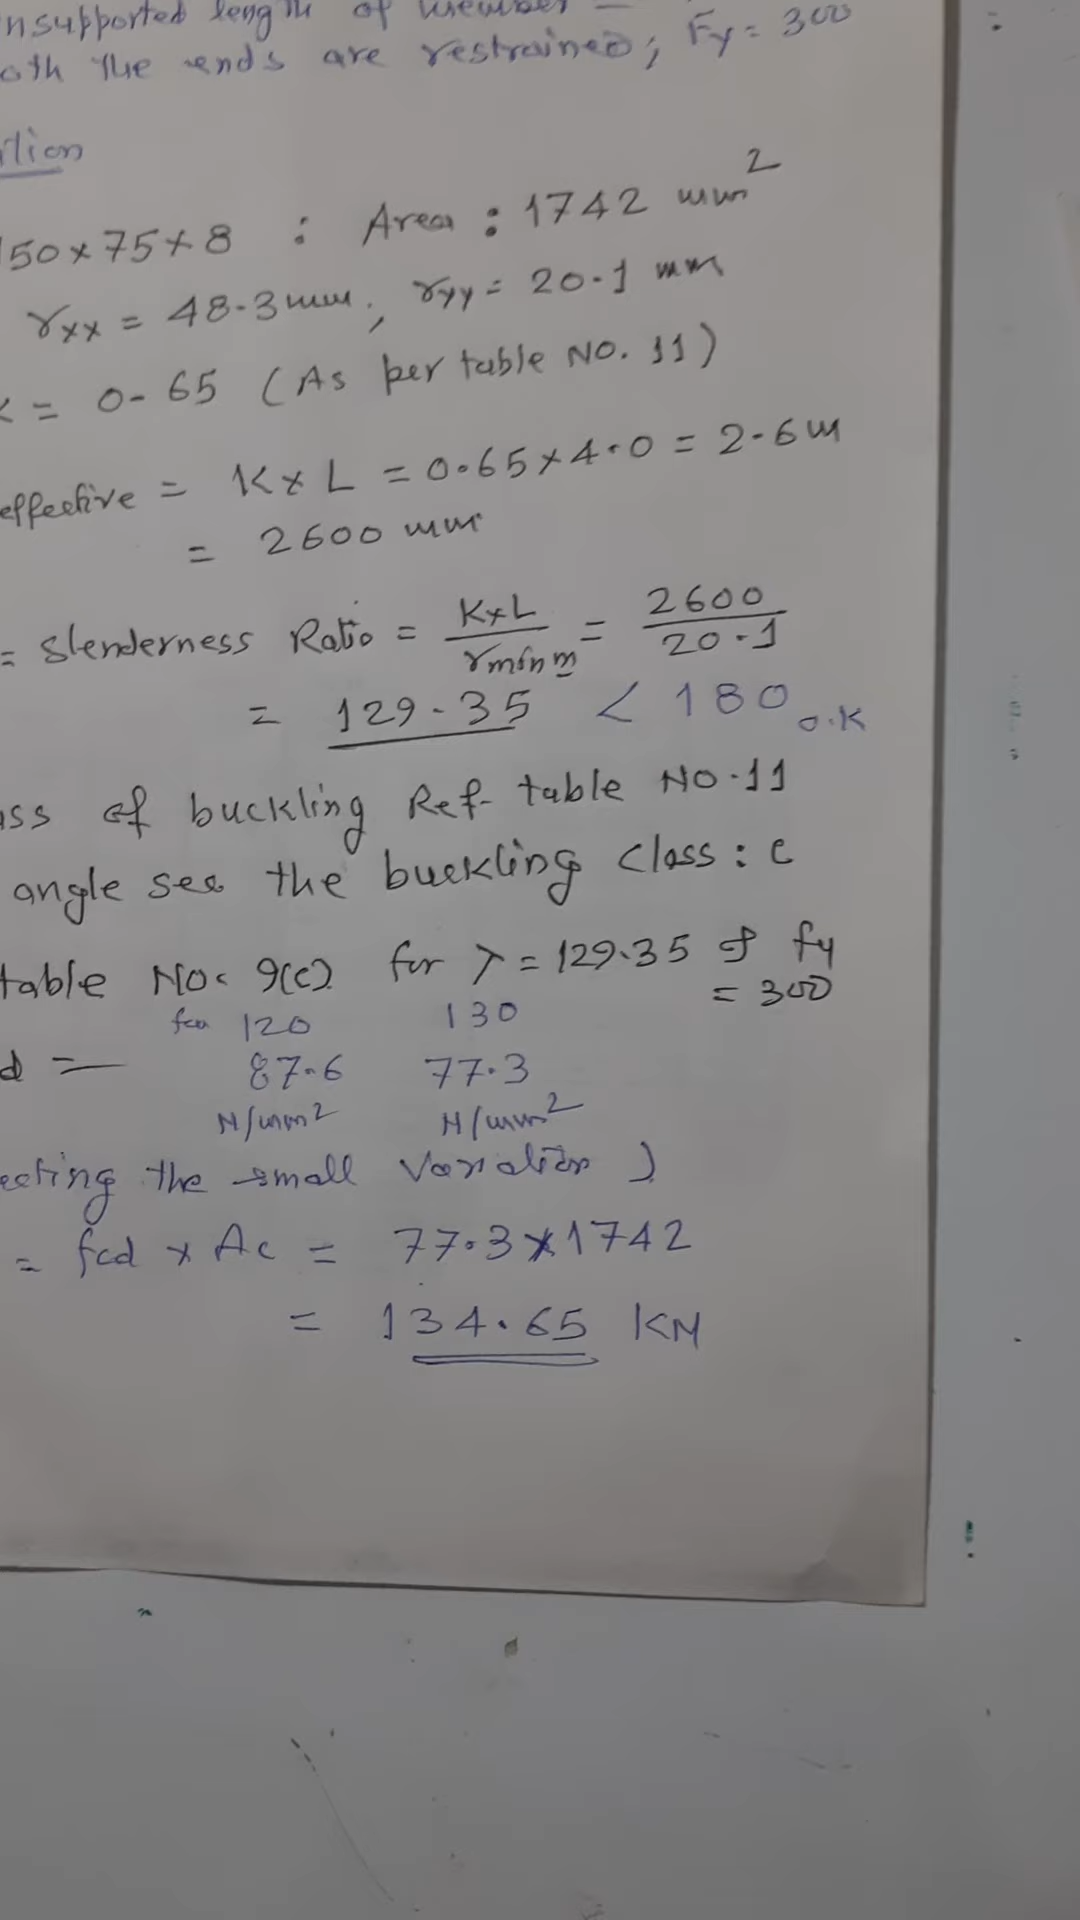 nsupported length of member -
oth the ends are restrained; Fy = 300
ution
150×75×8 : Area : 1742 mm²
rxx = 48.3 mm, ryy = 20.1 mm
K = 0.65 (As per table No. 11)
effective = K×L = 0.65×4.0 = 2.6 m
= 2600 mm
= Slenderness Ratio = K×L / rminm = 2600 / 20.1
= 129.35 < 180 O.K
ass of buckling Ref. table No. 11
angle see the buckling class : c
table No. 9(c) for λ = 129.35 & fy = 300
for 120 130
d = 87.6 77.3
N/mm² N/mm²
ecting the small variation)
= fcd × Ac = 77.3×1742
= 134.65 KN